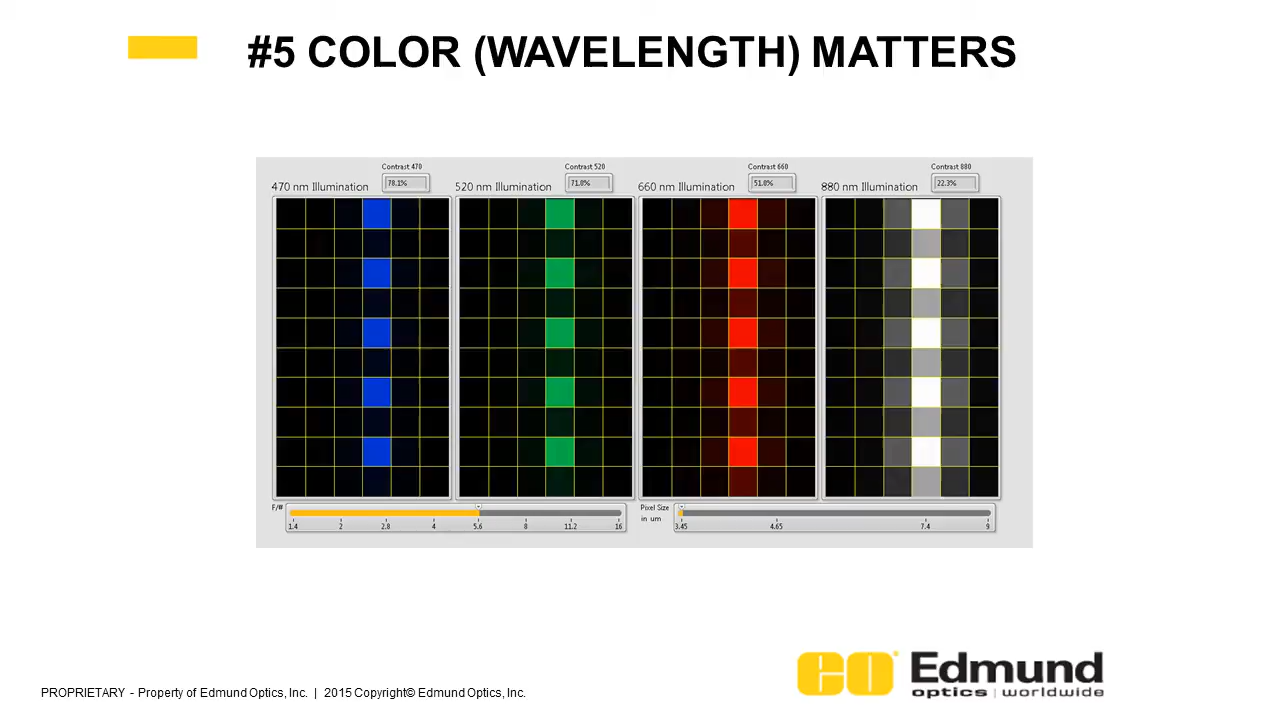 #5 COLOR (WAVELENGTH) MATTERS
Contrast 470
Contrast 520
Contrast 660
Contrast 880
470 nm Illumination
78.1%
520 nm Illumination
71.8%
660 nm Illumination
51.8%
880 nm Illumination
22.3%
F/#
1.4 2 2.8 4 5.6 8 11.2 16
Pixel Size
in um
3.45 4.65 7.4 9
EO Edmund
optics | worldwide
PROPRIETARY - Property of Edmund Optics, Inc. | 2015 Copyright© Edmund Optics, Inc.